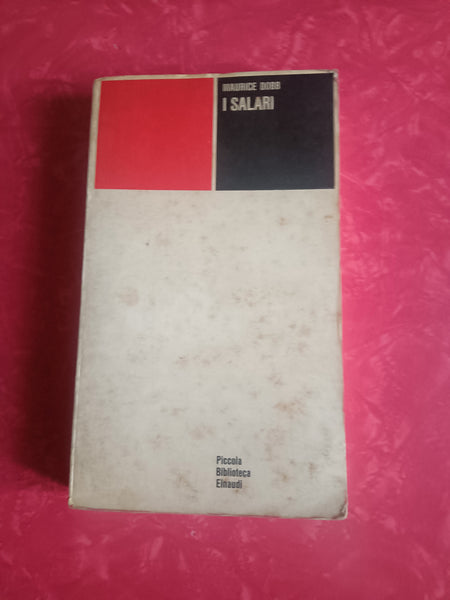 MAURICE DOBB
I SALARI
Piccola
Biblioteca
Einaudi